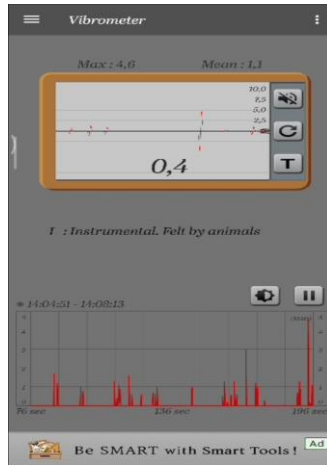 Vibrometer
Max : 4,6 Mean : 1,1
10,0
7,5
5,0
2,5
0,4
T
I : Instrumental. Felt by animals
14:04:51 - 14:08:13
76 sec 136 sec 196 sec
Be SMART with Smart Tools! Ad